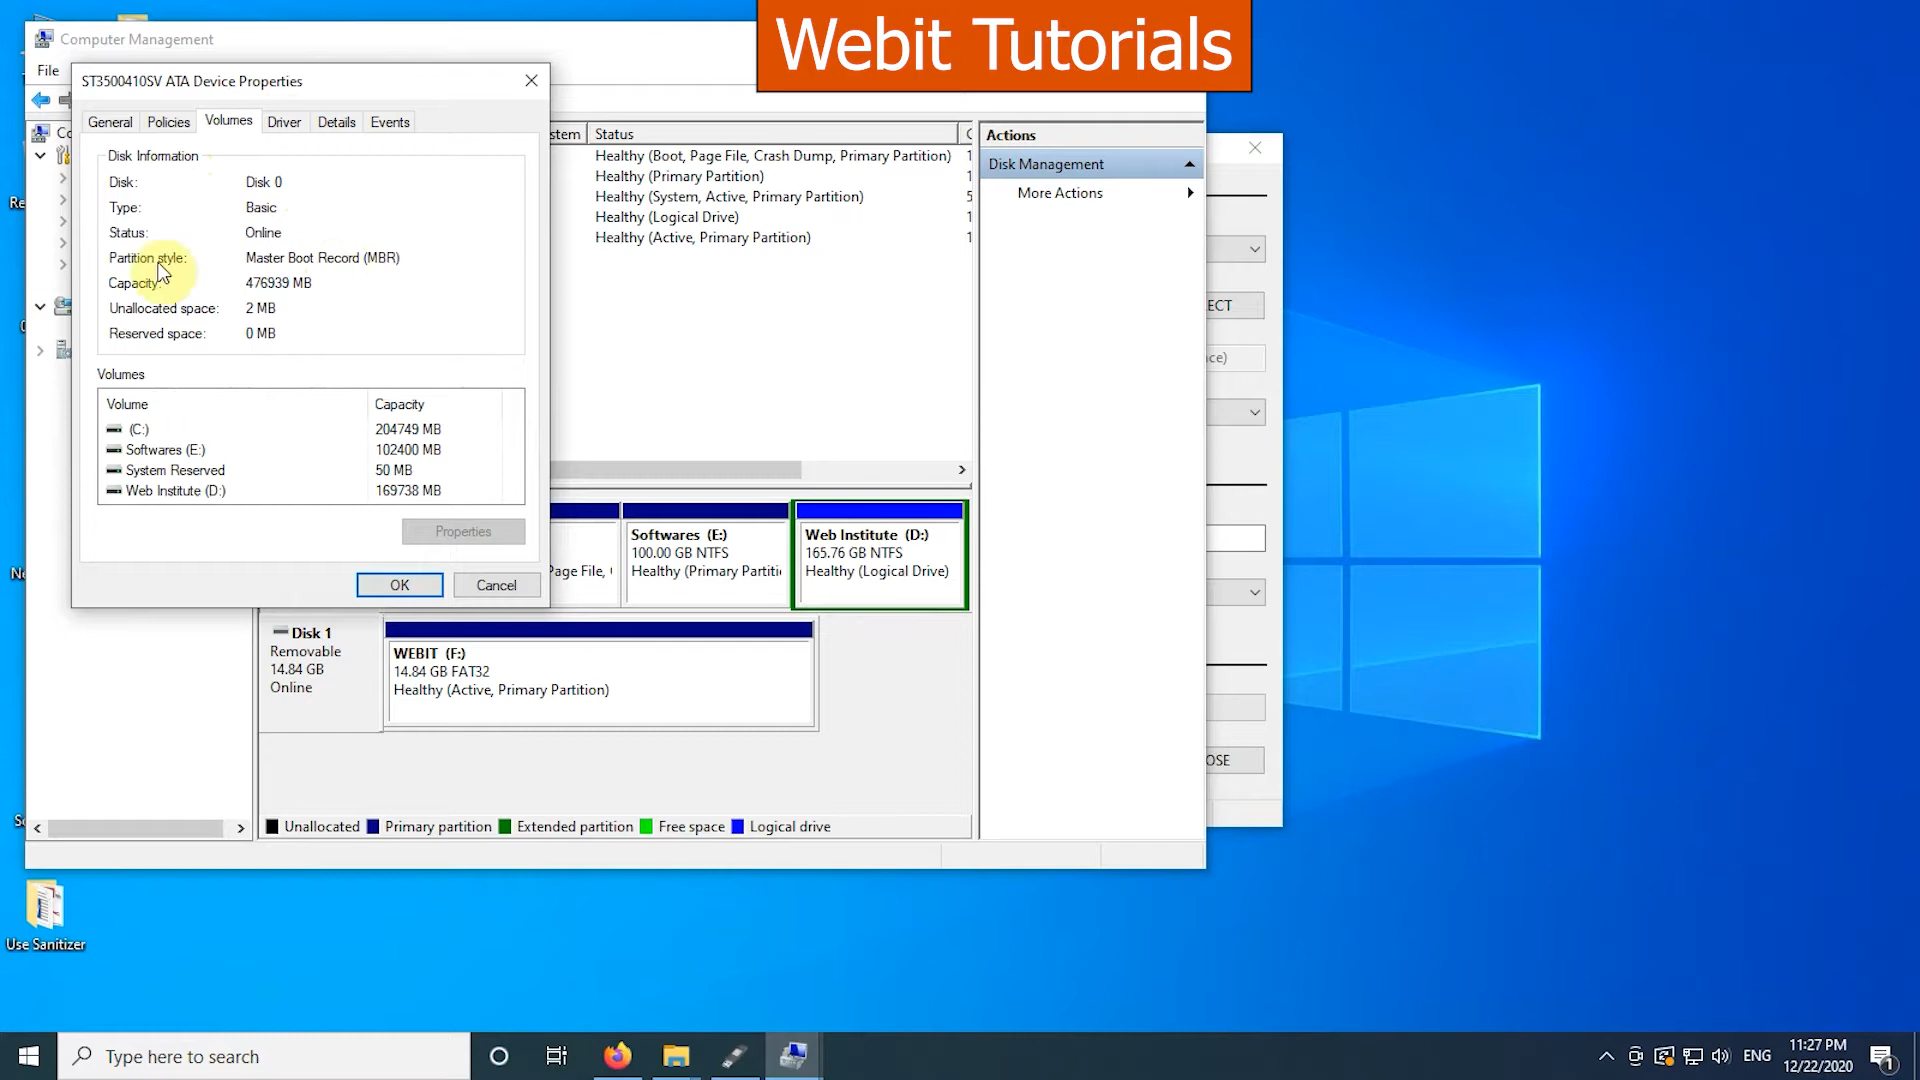 Webit Tutorials
Computer Management
File
ST3500410SV ATA Device Properties
General
Policies
Volumes
Driver
Details
Events
Disk Information
Disk: Disk 0
Type: Basic
Status: Online
Partition style: Master Boot Record (MBR)
Capacity: 476939 MB
Unallocated space: 2 MB
Reserved space: 0 MB
Volumes
Volume Capacity
(C:) 204749 MB
Softwares (E:) 102400 MB
System Reserved 50 MB
Web Institute (D:) 169738 MB
Properties
OK
Cancel
stem
Status
Healthy (Boot, Page File, Crash Dump, Primary Partition)
Healthy (Primary Partition)
Healthy (System, Active, Primary Partition)
Healthy (Logical Drive)
Healthy (Active, Primary Partition)
Actions
Disk Management
More Actions
ECT
ce)
OSE
Page File,
Softwares (E:)
100.00 GB NTFS
Healthy (Primary Partiti
Web Institute (D:)
165.76 GB NTFS
Healthy (Logical Drive)
Disk 1
Removable
14.84 GB
Online
WEBIT (F:)
14.84 GB FAT32
Healthy (Active, Primary Partition)
Unallocated
Primary partition
Extended partition
Free space
Logical drive
Use Sanitizer
Type here to search
ENG
11:27 PM
12/22/2020
1